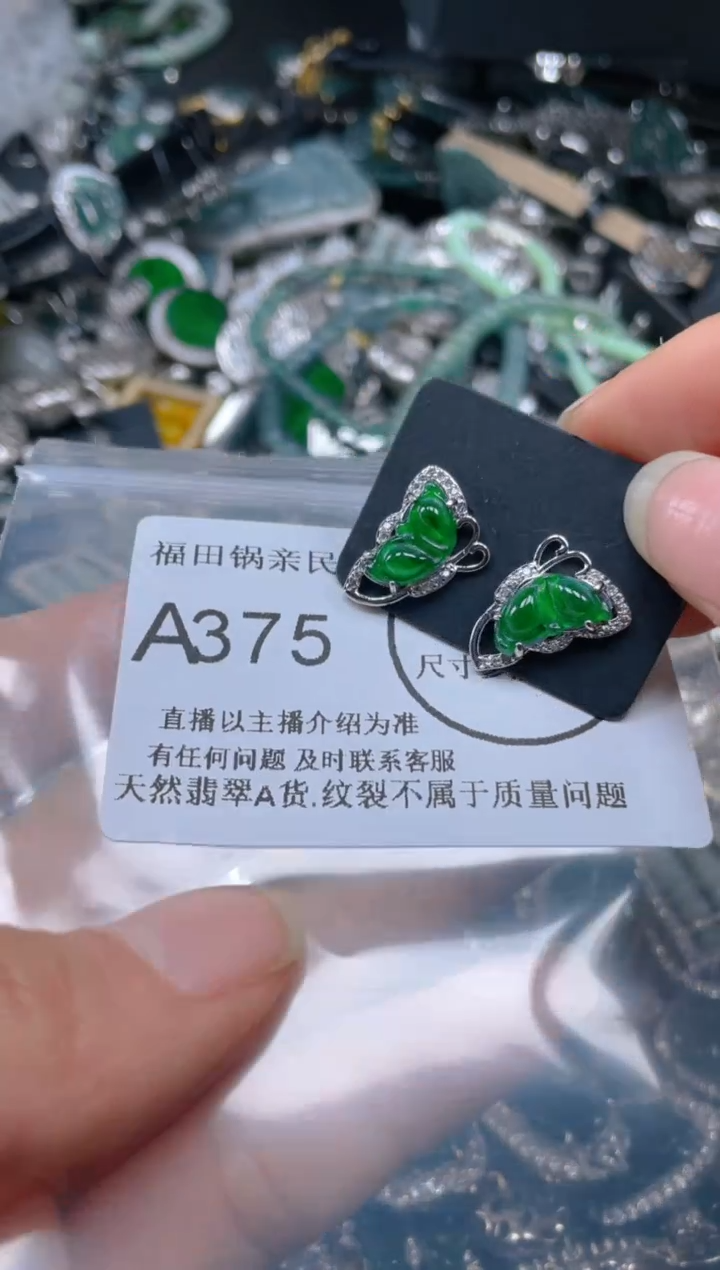 福田锅亲民
A375
尺寸
直播以主播介绍为准
有任何问题 及时联系客服
天然翡翠A货.纹裂不属于质量问题